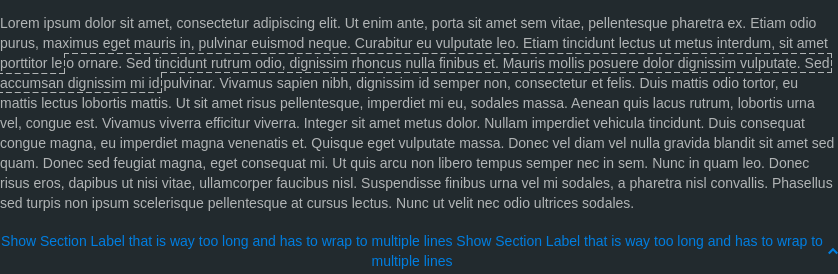 Lorem ipsum dolor sit amet, consectetur adipiscing elit. Ut enim ante, porta sit amet sem vitae, pellentesque pharetra ex. Etiam odio
purus, maximus eget mauris in, pulvinar euismod neque. Curabitur eu vulputate leo. Etiam tincidunt lectus ut metus interdum, sit amet
porttitor leo ornare. Sed tincidunt rutrum odio, dignissim rhoncus nulla finibus et. Mauris mollis posuere dolor dignissim vulputate. Sed
accumsan dignissim mi id pulvinar. Vivamus sapien nibh, dignissim id semper non, consectetur et felis. Duis mattis odio tortor, eu
mattis lectus lobortis mattis. Ut sit amet risus pellentesque, imperdiet mi eu, sodales massa. Aenean quis lacus rutrum, lobortis urna
vel, congue est. Vivamus viverra efficitur viverra. Integer sit amet metus dolor. Nullam imperdiet vehicula tincidunt. Duis consequat
congue magna, eu imperdiet magna venenatis et. Quisque eget vulputate massa. Donec vel diam vel nulla gravida blandit sit amet sed
quam. Donec sed feugiat magna, eget consequat mi. Ut quis arcu non libero tempus semper nec in sem. Nunc in quam leo. Donec
risus eros, dapibus ut nisi vitae, ullamcorper faucibus nisl. Suspendisse finibus urna vel mi sodales, a pharetra nisl convallis. Phasellus
sed turpis non ipsum scelerisque pellentesque at cursus lectus. Nunc ut velit nec odio ultrices sodales.
Show Section Label that is way too long and has to wrap to multiple lines Show Section Label that is way too long and has to wrap to
multiple lines